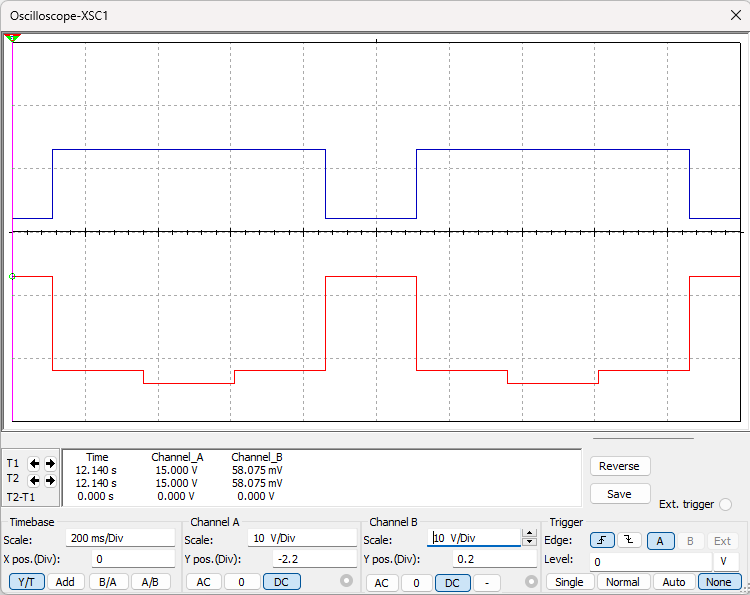 Oscilloscope-XSC1
T1
T2
T2-T1
Time Channel_A Channel_B
12.140 s 15.000 V 58.075 mV
12.140 s 15.000 V 58.075 mV
0.000 s 0.000 V 0.000 V
Reverse
Save
Ext. trigger
Timebase
Scale: 200 ms/Div
X pos.(Div): 0
Y/T Add B/A A/B
Channel A
Scale: 10 V/Div
Y pos.(Div): -2.2
AC 0 DC
Channel B
Scale: 10 V/Div
Y pos.(Div): 0.2
AC 0 DC -
Trigger
Edge: A B Ext
Level: 0 V
Single Normal Auto None